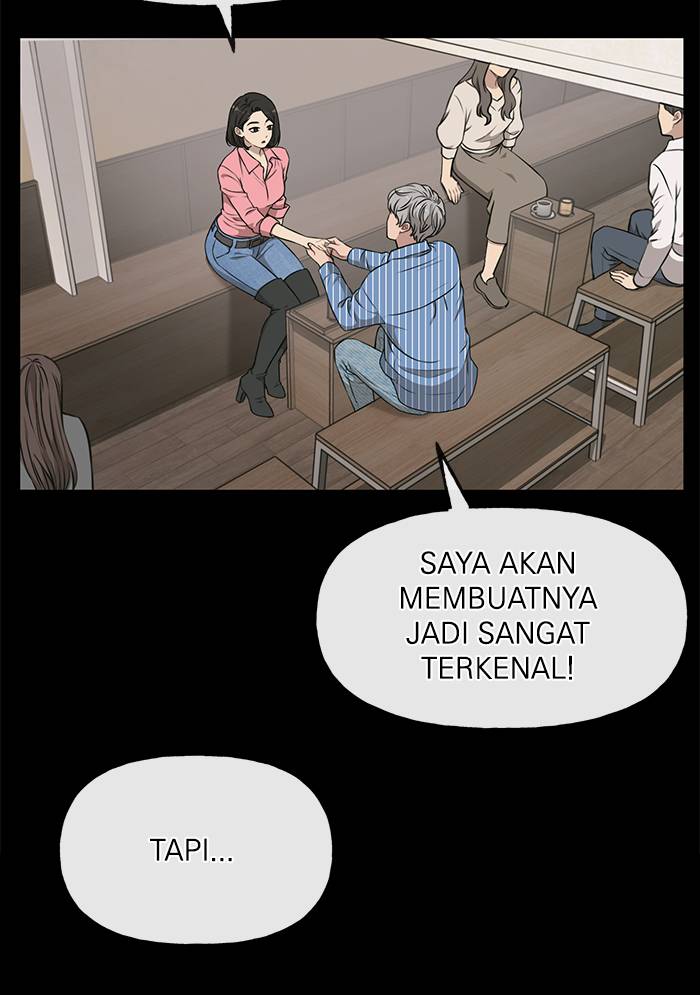 SAYA AKAN
MEMBUATNYA
JADI SANGAT
TERKENAL!
TAPI...